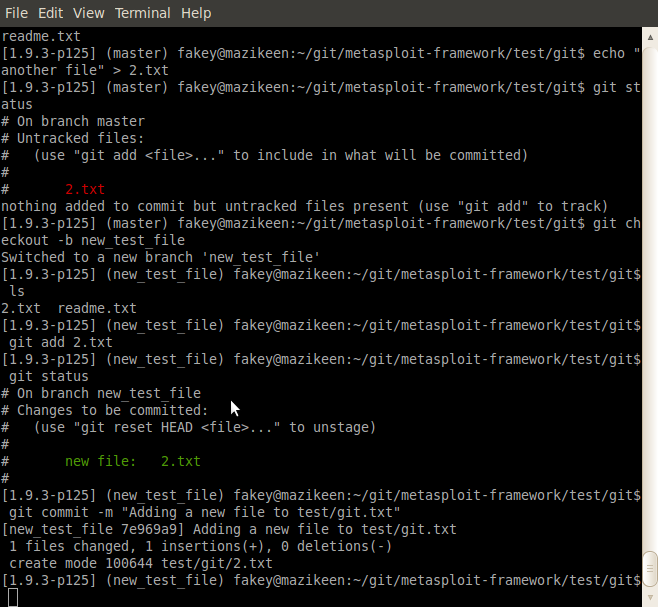 File Edit View Terminal Help
readme.txt
[1.9.3-p125] (master) fakey@mazikeen:~/git/metasploit-framework/test/git$ echo "
another file" > 2.txt
[1.9.3-p125] (master) fakey@mazikeen:~/git/metasploit-framework/test/git$ git st
atus
# On branch master
# Untracked files:
#   (use "git add <file>..." to include in what will be committed)
#
#       2.txt
nothing added to commit but untracked files present (use "git add" to track)
[1.9.3-p125] (master) fakey@mazikeen:~/git/metasploit-framework/test/git$ git ch
eckout -b new_test_file
Switched to a new branch 'new_test_file'
[1.9.3-p125] (new_test_file) fakey@mazikeen:~/git/metasploit-framework/test/git$
 ls
2.txt  readme.txt
[1.9.3-p125] (new_test_file) fakey@mazikeen:~/git/metasploit-framework/test/git$
 git add 2.txt
[1.9.3-p125] (new_test_file) fakey@mazikeen:~/git/metasploit-framework/test/git$
 git status
# On branch new_test_file
# Changes to be committed:
#   (use "git reset HEAD <file>..." to unstage)
#
#       new file:   2.txt
#
[1.9.3-p125] (new_test_file) fakey@mazikeen:~/git/metasploit-framework/test/git$
 git commit -m "Adding a new file to test/git.txt"
[new_test_file 7e969a9] Adding a new file to test/git.txt
 1 files changed, 1 insertions(+), 0 deletions(-)
 create mode 100644 test/git/2.txt
[1.9.3-p125] (new_test_file) fakey@mazikeen:~/git/metasploit-framework/test/git$